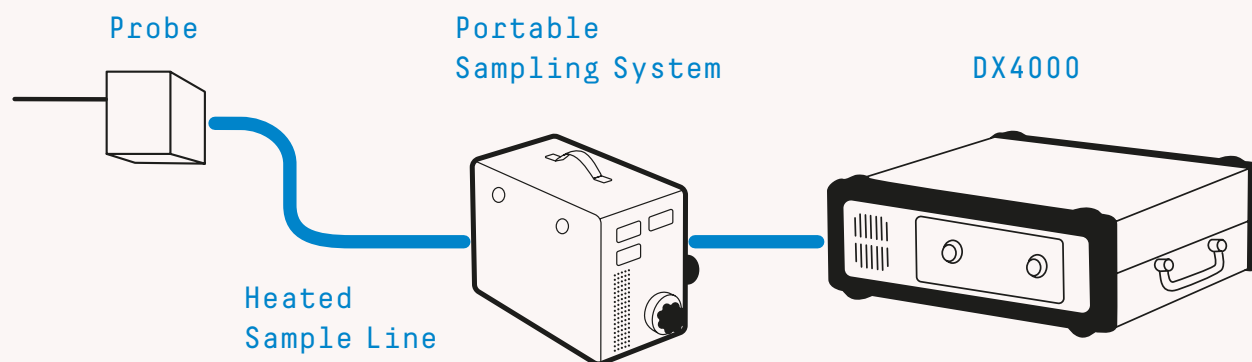 Probe
Portable
Sampling System
DX4000
Heated
Sample Line